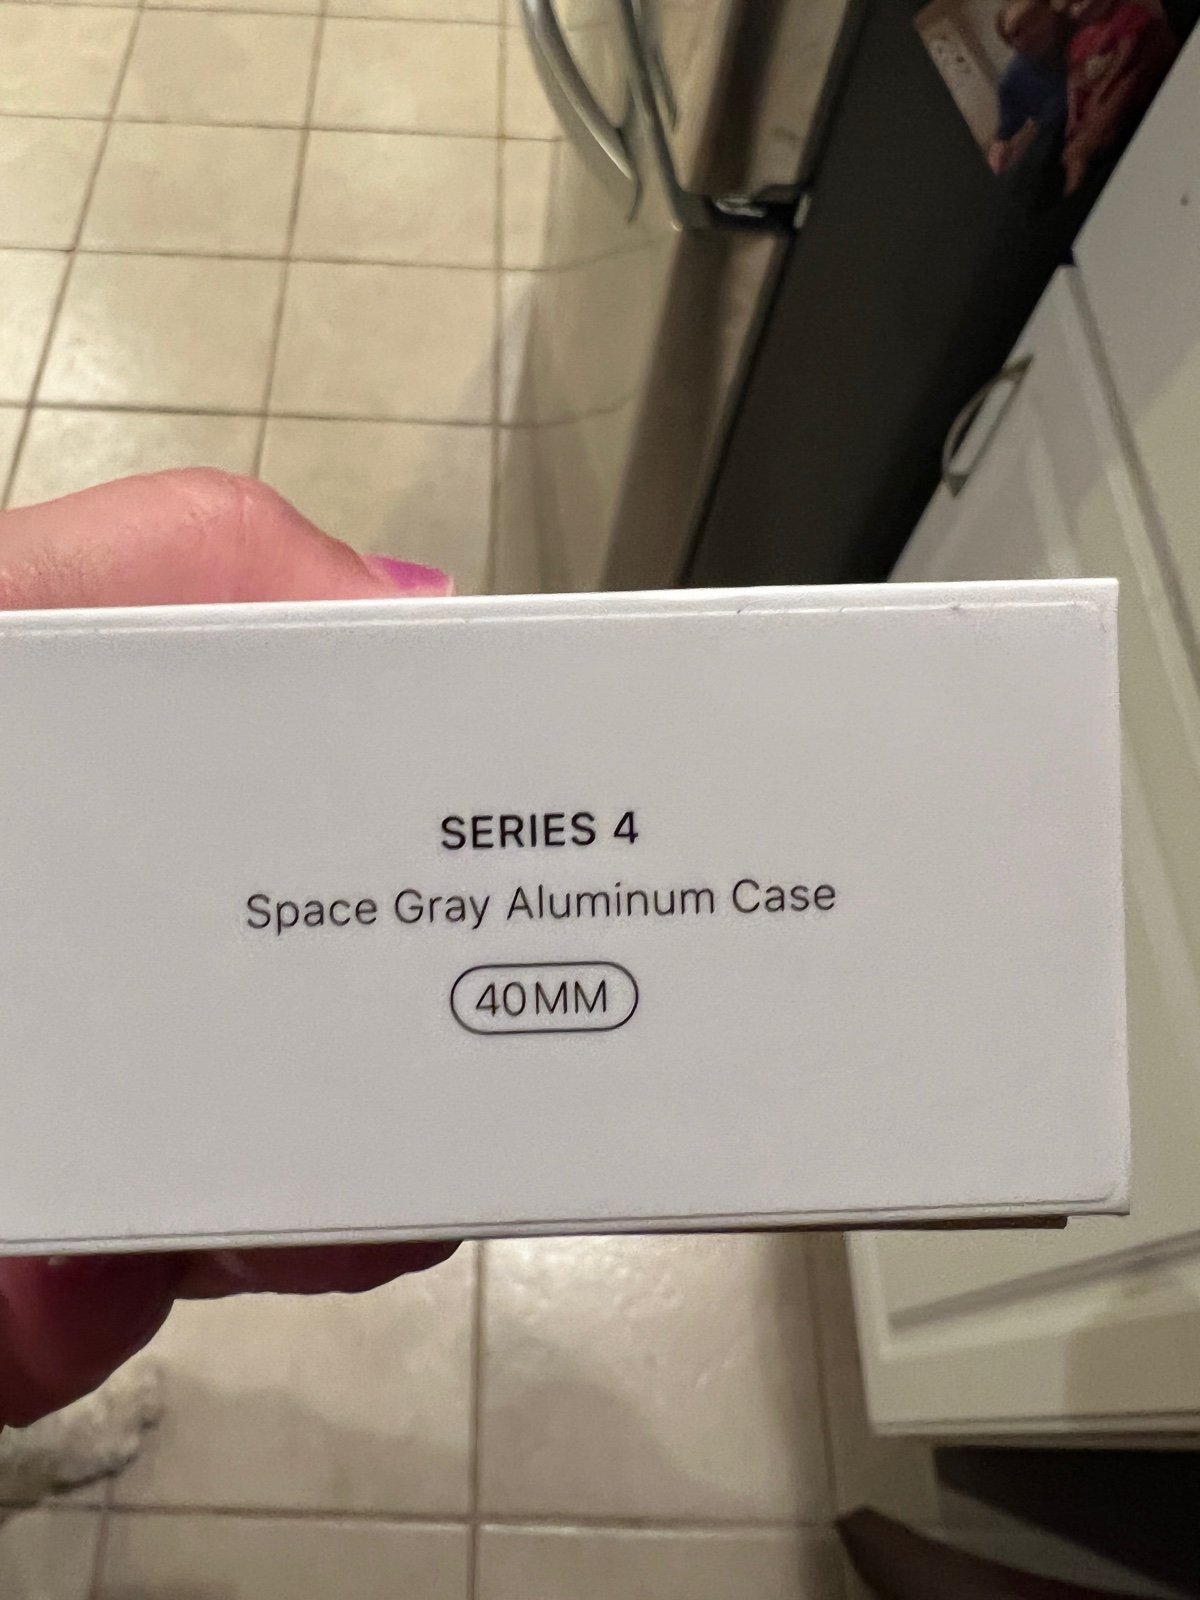 SERIES 4
Space Gray Aluminum Case
40MM